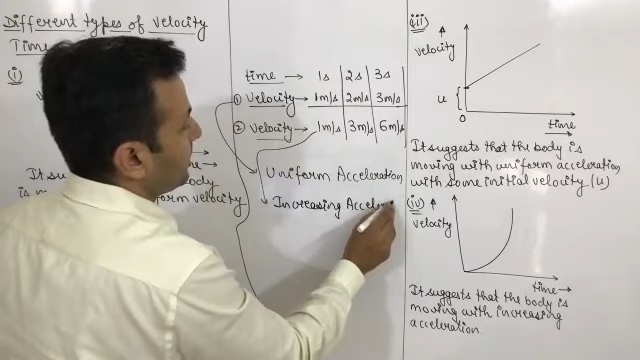 Different types of velocity
Time
(i)
It su
body
is m
form velocity
time → 1s 2s 3s
① Velocity → 1m/s 2m/s 3m/s
② Velocity → 1m/s 3m/s 6m/s
Uniform Acceleration
Increasing Acceler
(iii)
velocity
u
0
time
It suggests that the body is
moving with uniform acceleration
with some initial velocity (u)
(iv)
velocity
time →
It suggests that the body is
moving with increasing
acceleration